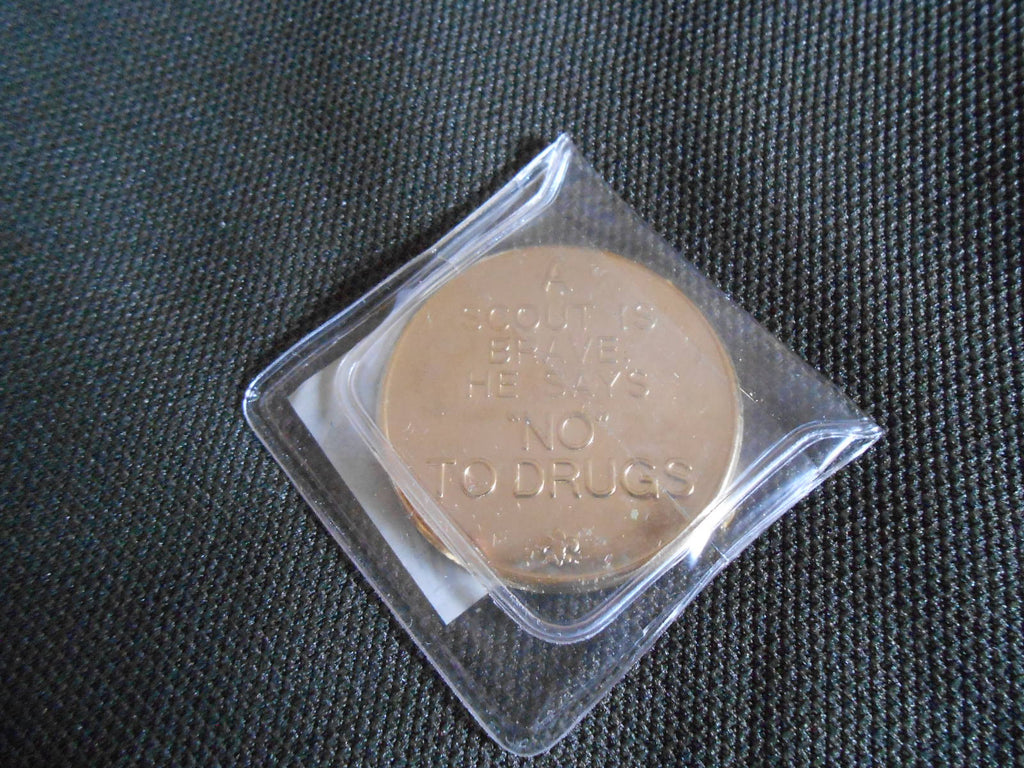 A
SCOUT IS
BRAVE.
HE SAYS
"NO"
TO DRUGS